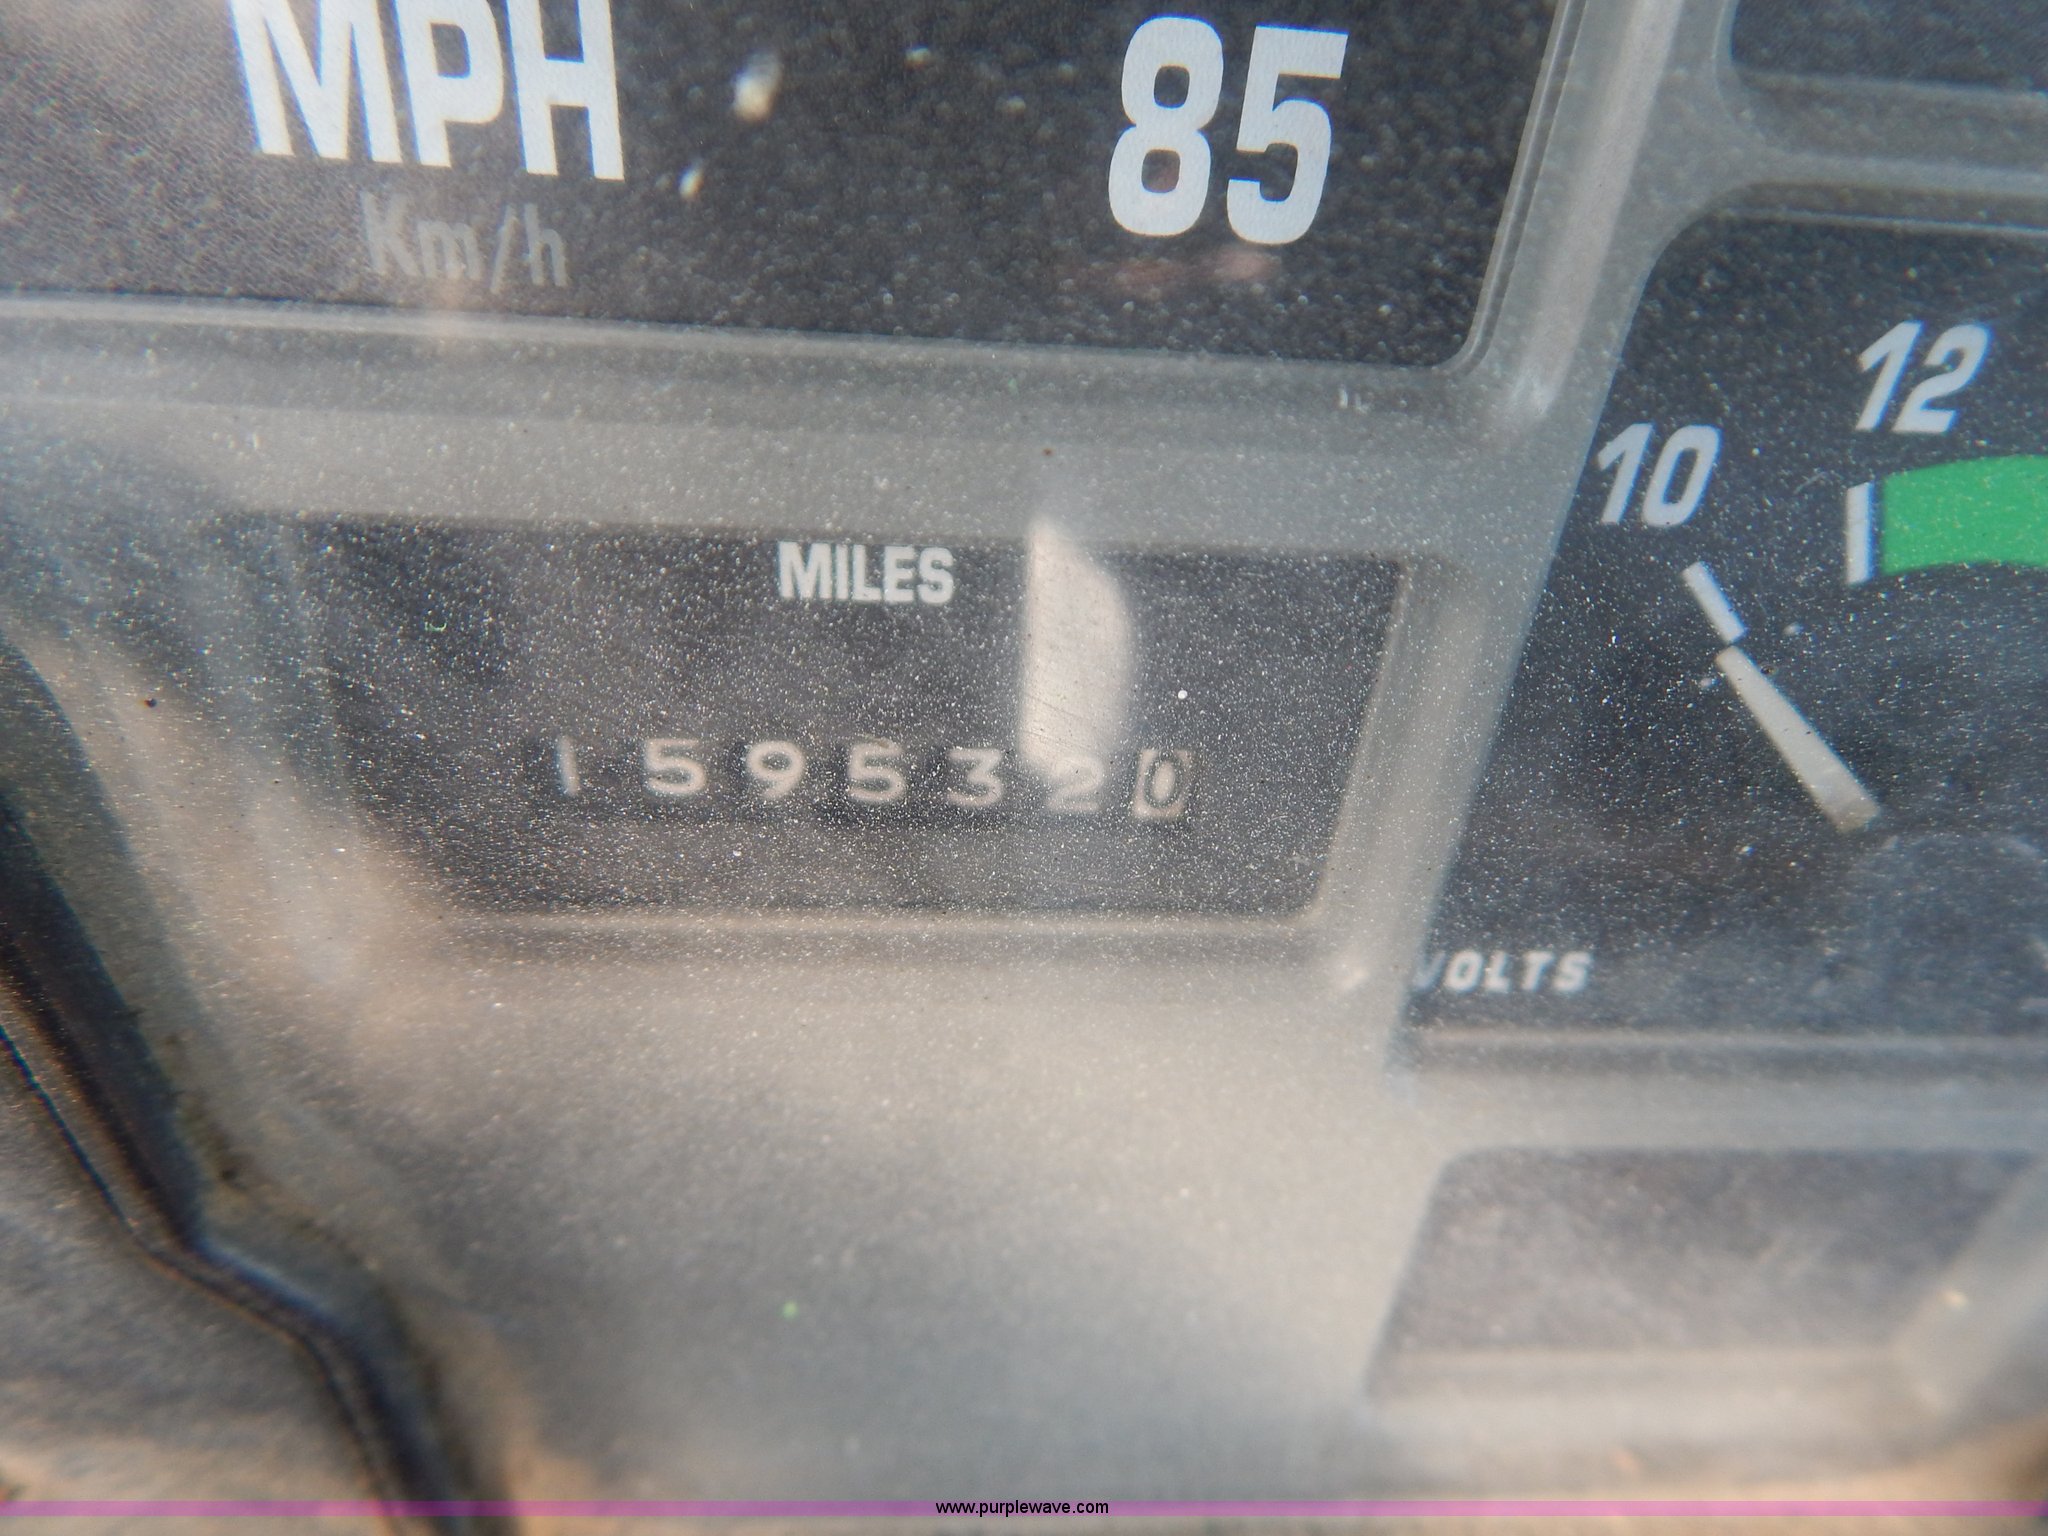 MPH
85
Km/h
12
10
MILES
1595320
VOLTS
www.purplewave.com